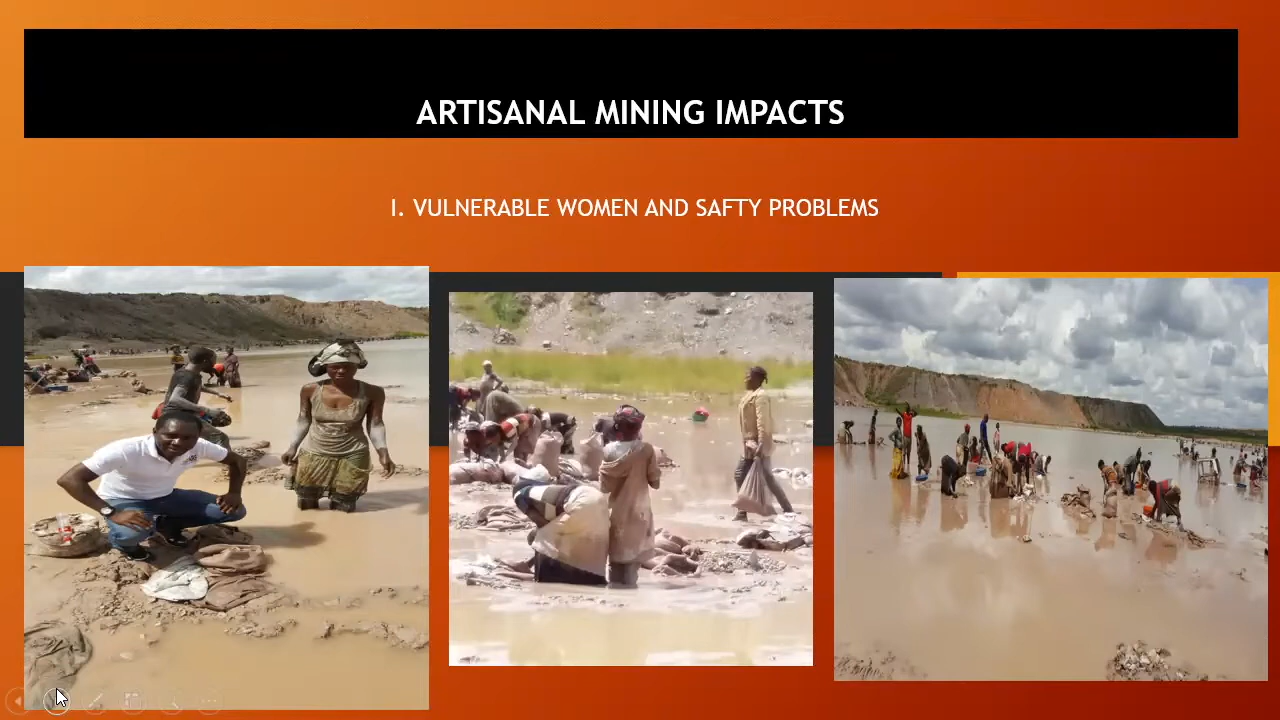 ARTISANAL MINING IMPACTS
I. VULNERABLE WOMEN AND SAFTY PROBLEMS